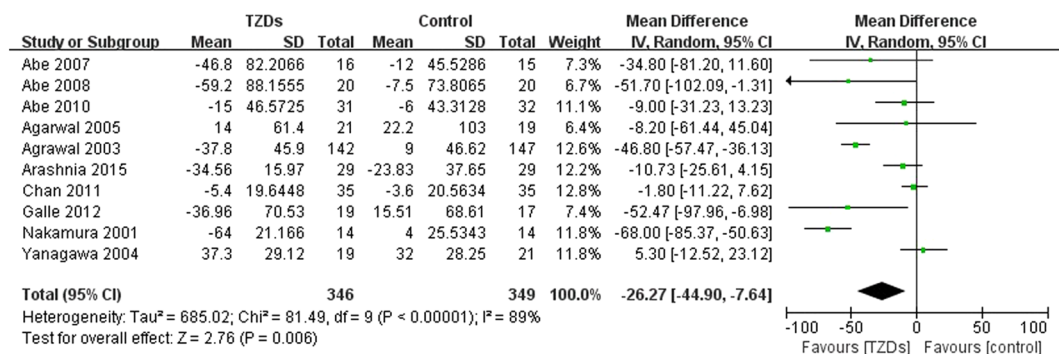 TZDs Control Mean Difference Mean Difference
Study or Subgroup Mean SD Total Mean SD Total Weight IV, Random, 95% CI IV, Random, 95% CI
Abe 2007 -46.8 82.2066 16 -12 45.5286 15 7.3% -34.80 [-81.20, 11.60]
Abe 2008 -59.2 88.1555 20 -7.5 73.8065 20 6.7% -51.70 [-102.09, -1.31]
Abe 2010 -15 46.5725 31 -6 43.3128 32 11.1% -9.00 [-31.23, 13.23]
Agarwal 2005 14 61.4 21 22.2 103 19 6.4% -8.20 [-61.44, 45.04]
Agrawal 2003 -37.8 45.9 142 9 46.62 147 12.6% -46.80 [-57.47, -36.13]
Arashnia 2015 -34.56 15.97 29 -23.83 37.65 29 12.1% -10.73 [-25.61, 4.15]
Chan 2011 -5.4 19.6448 35 -3.6 20.5634 35 12.8% -1.80 [-11.22, 7.62]
Galle 2012 -36.96 70.53 19 15.51 68.61 17 7.4% -52.47 [-97.96, -6.98]
Nakamura 2001 -64 21.166 14 4 25.5343 14 11.8% -68.00 [-85.37, -50.63]
Yanagawa 2004 37.3 29.12 19 32 28.25 21 11.8% 5.30 [-12.52, 23.12]
Total (95% CI) 346 349 100.0% -26.27 [-44.90, -7.64]
Heterogeneity: Tau² = 685.02; Chi² = 81.49, df = 9 (P < 0.00001); I² = 89%
Test for overall effect: Z = 2.76 (P = 0.006)
-100 -50 0 50 100
Favours [TZDs] Favours [control]